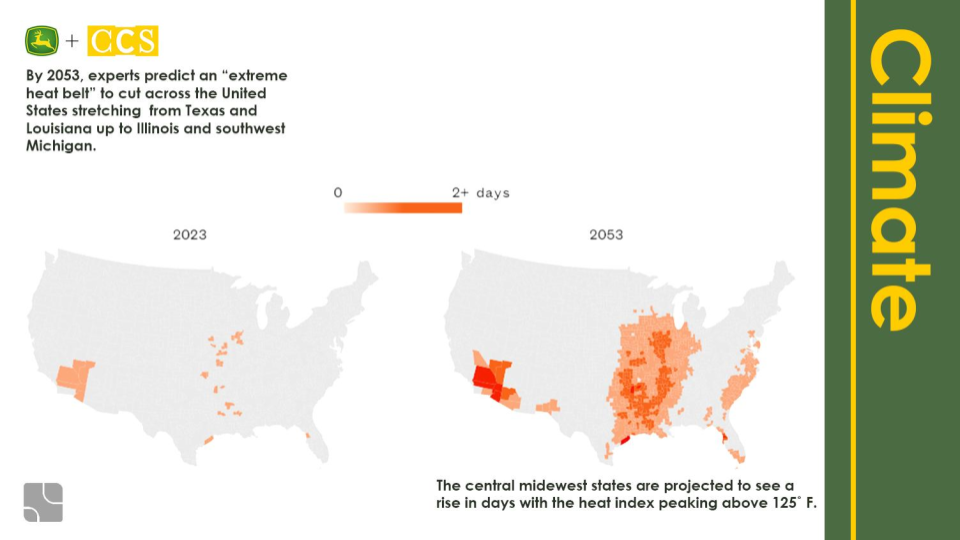 + CCS
By 2053, experts predict an “extreme
heat belt” to cut across the United
States stretching from Texas and
Louisiana up to Illinois and southwest
Michigan.
0 2+ days
2023
2053
The central midewest states are projected to see a
rise in days with the heat index peaking above 125° F.
Climate